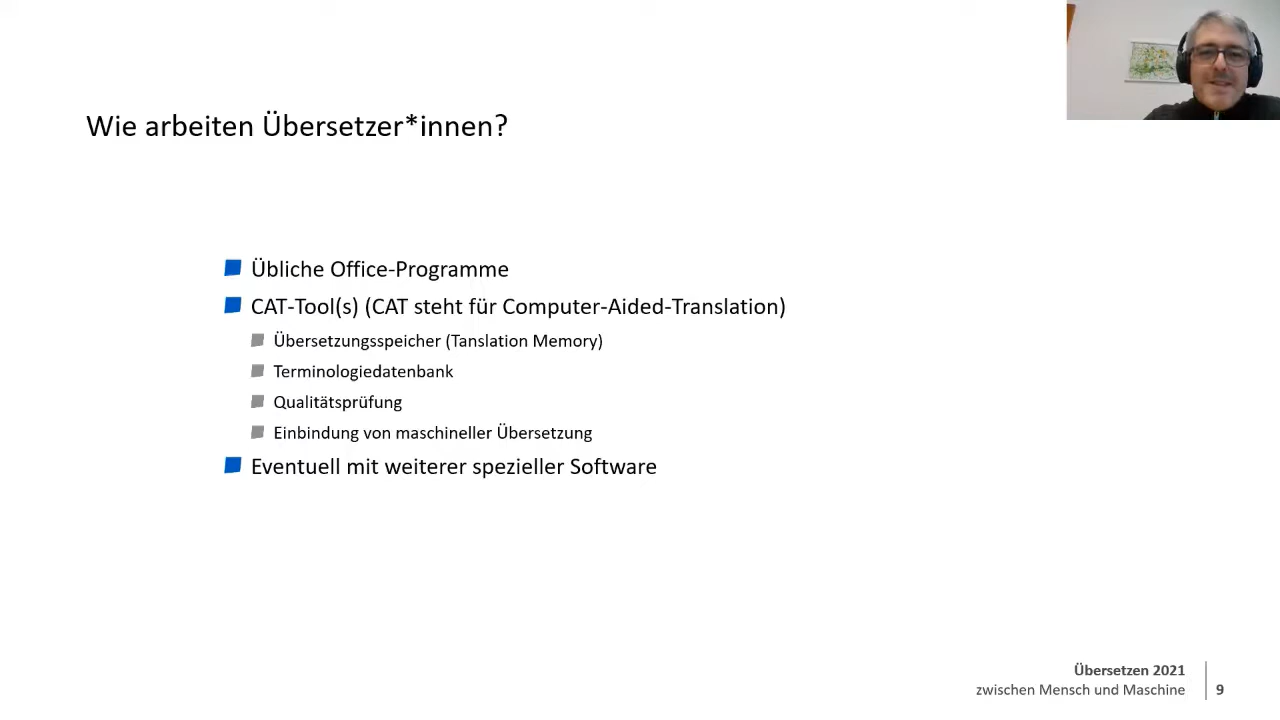 Wie arbeiten Übersetzer*innen?
Übliche Office-Programme
CAT-Tool(s) (CAT steht für Computer-Aided-Translation)
Übersetzungsspeicher (Tanslation Memory)
Terminologiedatenbank
Qualitätsprüfung
Einbindung von maschineller Übersetzung
Eventuell mit weiterer spezieller Software
Übersetzen 2021
zwischen Mensch und Maschine
9